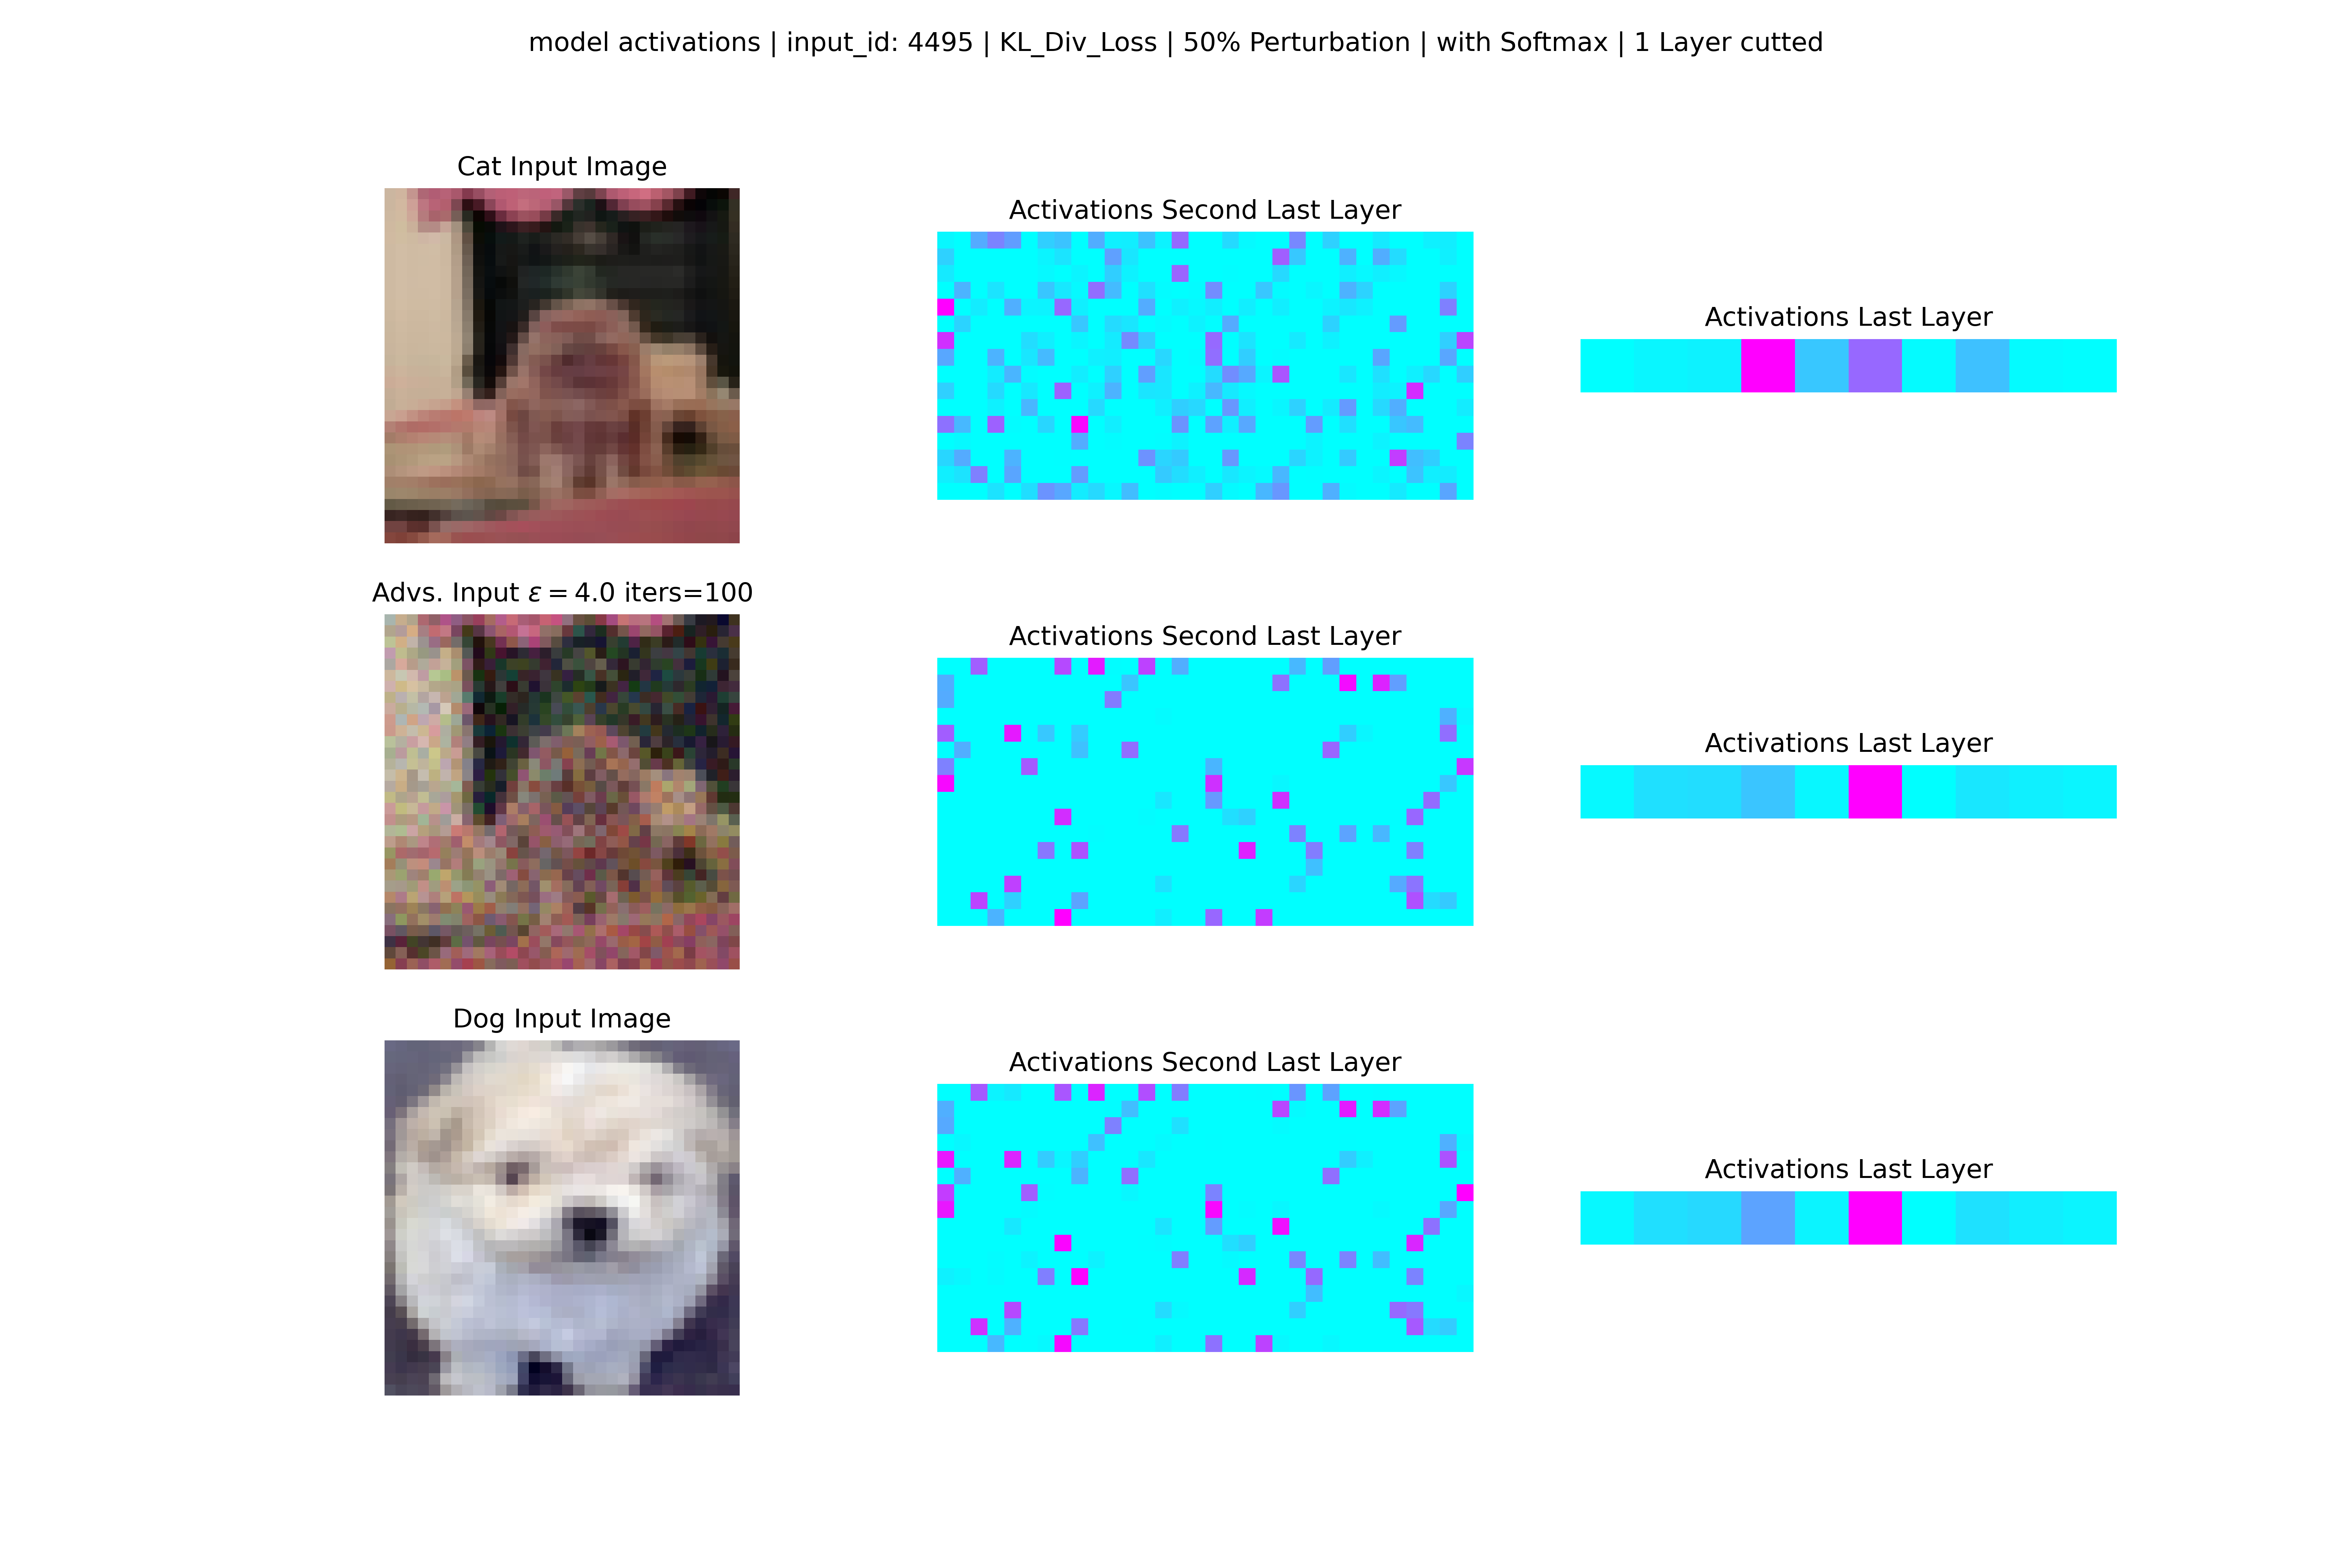 model activations | input_id: 4495 | KL_Div_Loss | 50% Perturbation | with Softmax | 1 Layer cutted
Cat Input Image
Activations Second Last Layer
Activations Last Layer
Advs. Input ε = 4.0 iters=100
Activations Second Last Layer
Activations Last Layer
Dog Input Image
Activations Second Last Layer
Activations Last Layer